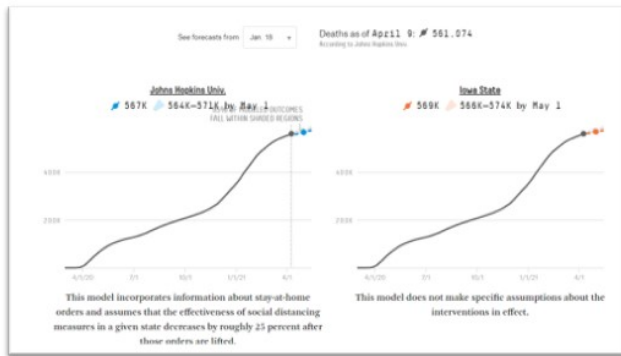 See forecasts from Jan 18
Deaths as of April 9: 561,074
According to Johns Hopkins Univ.
Johns Hopkins Univ.
567K 564K–571K by May 1
OUTCOMES
FALL WITHIN SHADED REGIONS
400K
200K
4/1/20 7/1 10/1 1/1/21 4/1
This model incorporates information about stay-at-home
orders and assumes that the effectiveness of social distancing
measures in a given state decreases by roughly 25 percent after
those orders are lifted.
Iowa State
569K 566K–574K by May 1
400K
200K
4/1/20 7/1 10/1 1/1/21 4/1
This model does not make specific assumptions about the
interventions in effect.